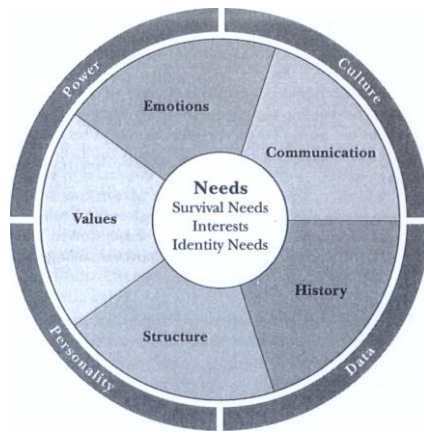 Power
Culture
Emotions
Communication
Needs
Survival Needs
Interests
Identity Needs
Values
History
Structure
Personality
Data